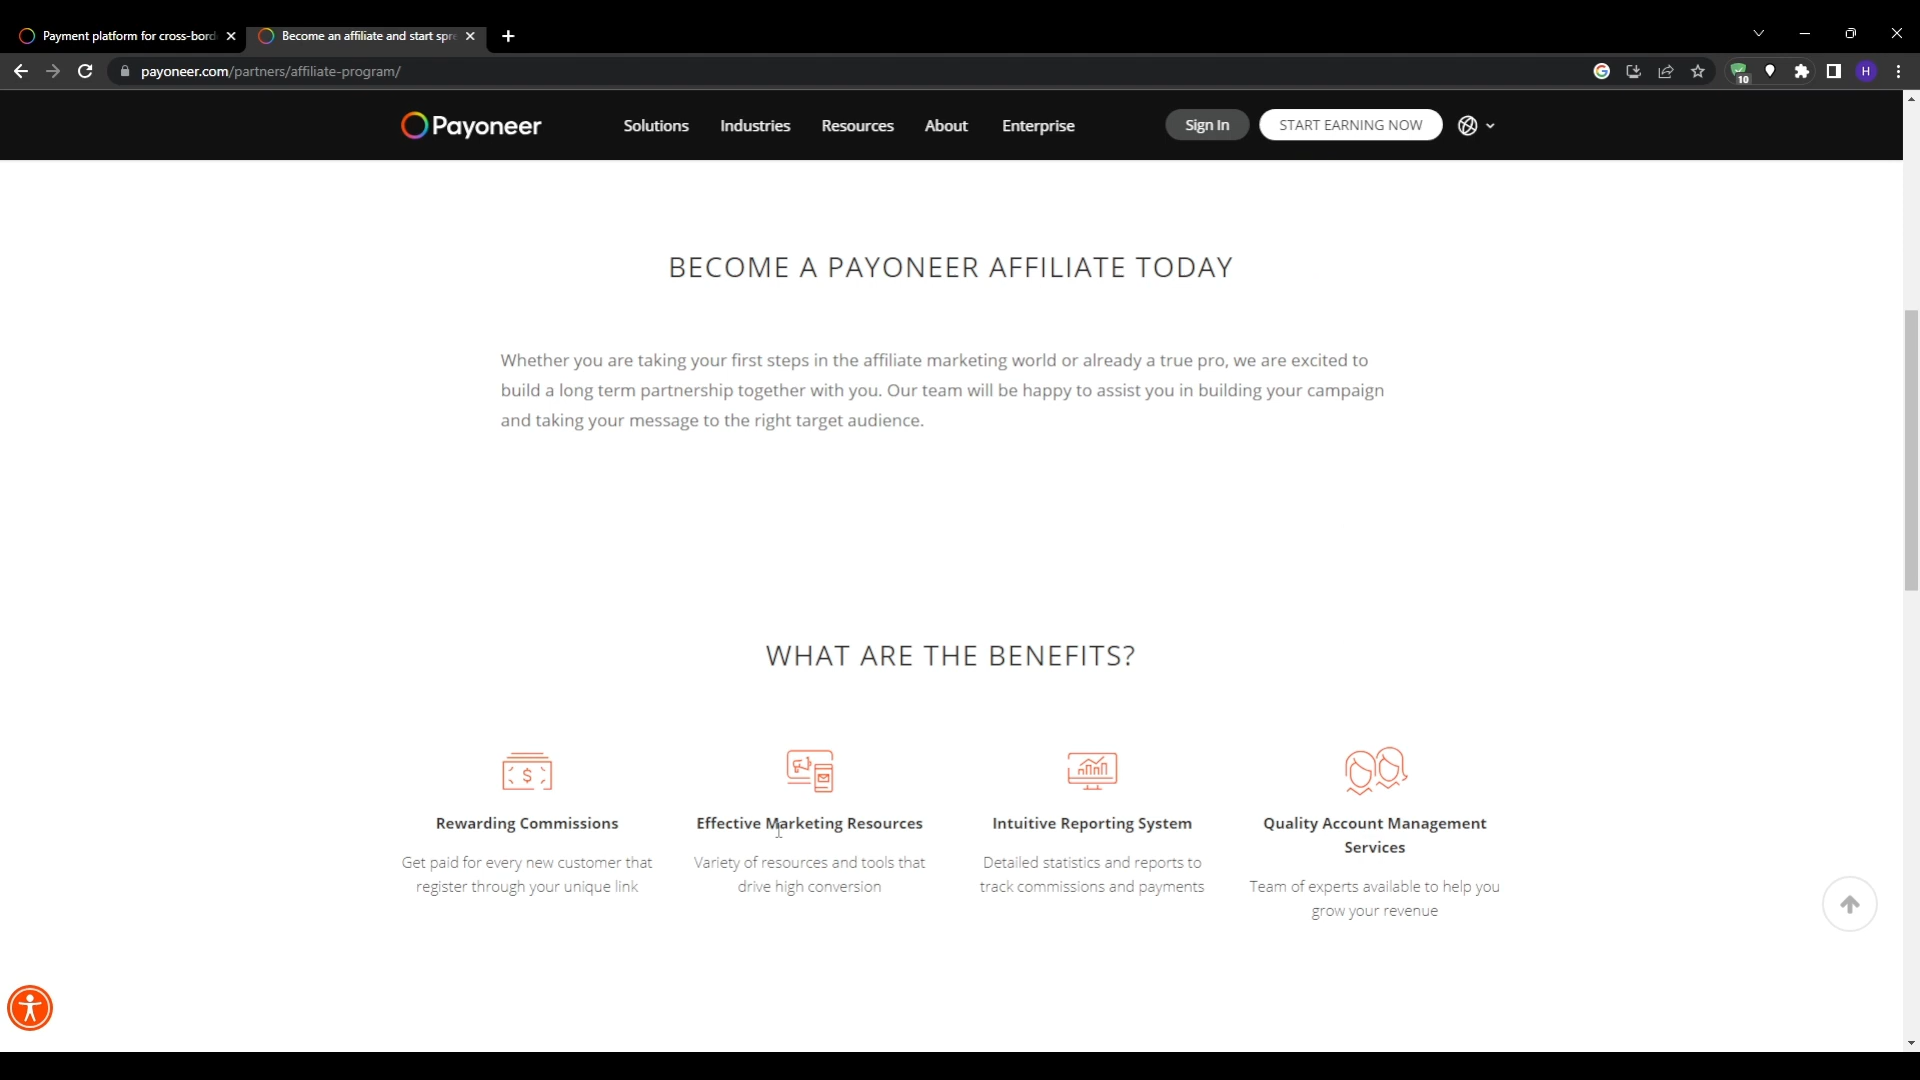 Payment platform for cross-bord
Become an affiliate and start spre
payoneer.com/partners/affiliate-program/
10
H
Payoneer
Solutions
Industries
Resources
About
Enterprise
Sign In
START EARNING NOW
BECOME A PAYONEER AFFILIATE TODAY
Whether you are taking your first steps in the affiliate marketing world or already a true pro, we are excited to
build a long term partnership together with you. Our team will be happy to assist you in building your campaign
and taking your message to the right target audience.
WHAT ARE THE BENEFITS?
Rewarding Commissions
Get paid for every new customer that
register through your unique link
Effective Marketing Resources
Variety of resources and tools that
drive high conversion
Intuitive Reporting System
Detailed statistics and reports to
track commissions and payments
Quality Account Management
Services
Team of experts available to help you
grow your revenue